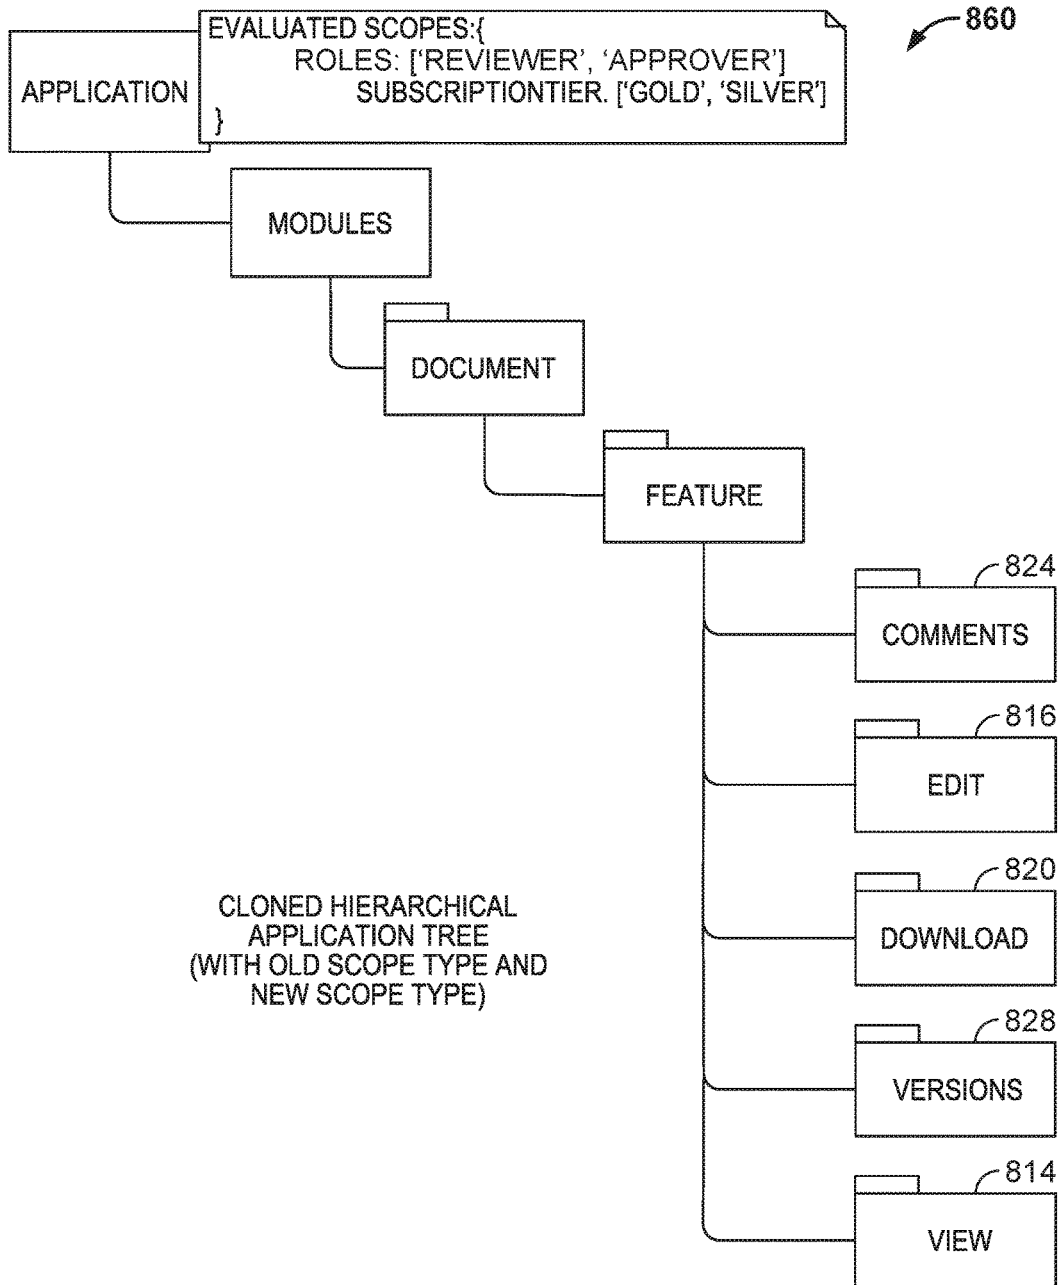 860
EVALUATED SCOPES:{
ROLES: ['REVIEWER', 'APPROVER']
SUBSCRIPTIONTIER. ['GOLD', 'SILVER']
}
APPLICATION
MODULES
DOCUMENT
FEATURE
824
COMMENTS
816
EDIT
820
DOWNLOAD
828
VERSIONS
814
VIEW
CLONED HIERARCHICAL
APPLICATION TREE
(WITH OLD SCOPE TYPE AND
NEW SCOPE TYPE)